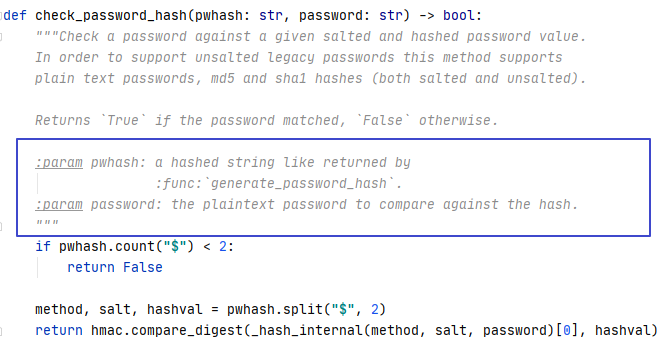 def check_password_hash(pwhash: str, password: str) -> bool:
    """Check a password against a given salted and hashed password value.
    In order to support unsalted legacy passwords this method supports
    plain text passwords, md5 and sha1 hashes (both salted and unsalted).

    Returns `True` if the password matched, `False` otherwise.

    :param pwhash: a hashed string like returned by
                   :func:`generate_password_hash`.
    :param password: the plaintext password to compare against the hash.
    """
    if pwhash.count("$") < 2:
        return False

    method, salt, hashval = pwhash.split("$", 2)
    return hmac.compare_digest(_hash_internal(method, salt, password)[0], hashval)